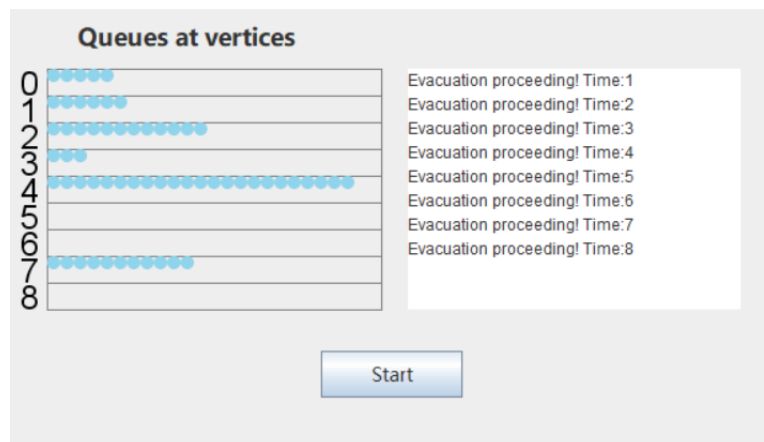 Queues at vertices
0
1
2
3
4
5
6
7
8
Evacuation proceeding! Time:1
Evacuation proceeding! Time:2
Evacuation proceeding! Time:3
Evacuation proceeding! Time:4
Evacuation proceeding! Time:5
Evacuation proceeding! Time:6
Evacuation proceeding! Time:7
Evacuation proceeding! Time:8
Start